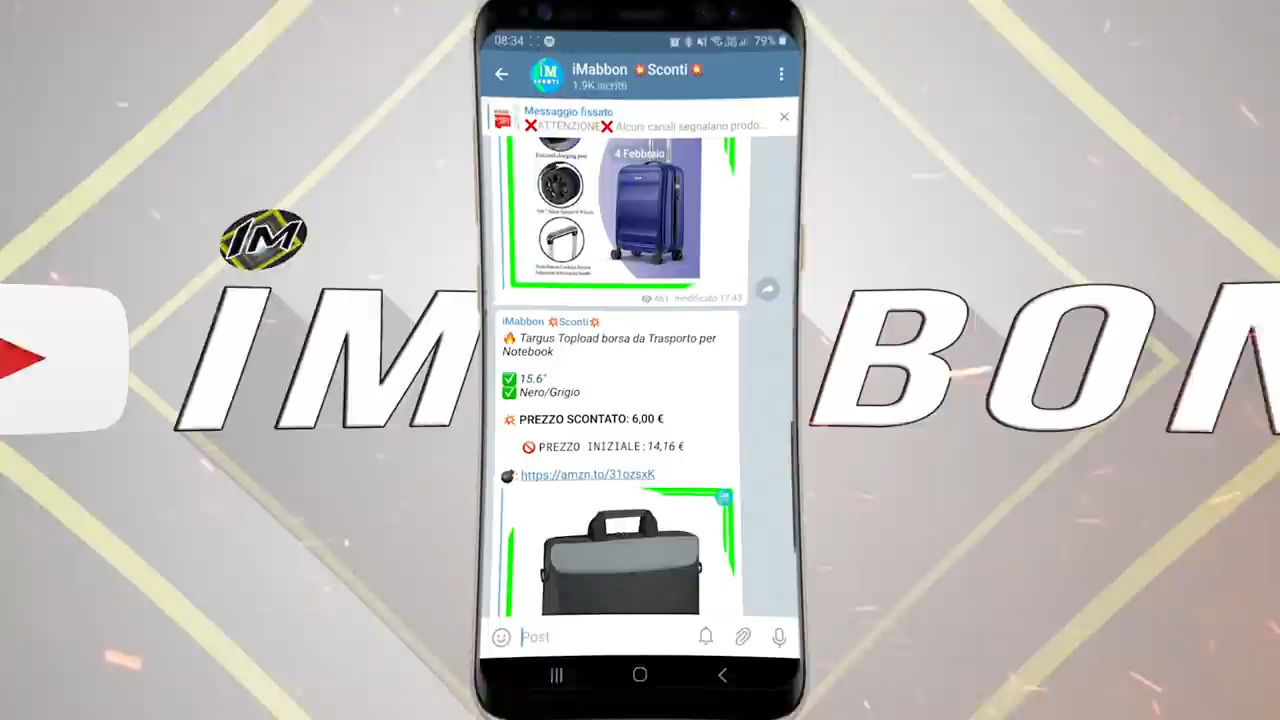 08:34
79%
iMabbon 💥Sconti💥
1.9K iscritti
Messaggio fissato
❌ATTENZIONE❌ Alcuni canali segnalano prodo...
4 Febbraio
461 modificato 17:43
iMabbon 💥Sconti💥
🔥 Targus Topload borsa da Trasporto per
Notebook
✅ 15.6"
✅ Nero/Grigio
💥 PREZZO SCONTATO: 6,00 €
🚫 PREZZO INIZIALE: 14,16 €
💣: https://amzn.to/31ozsxK
Post
IM
IM BON
IM
SCONTI